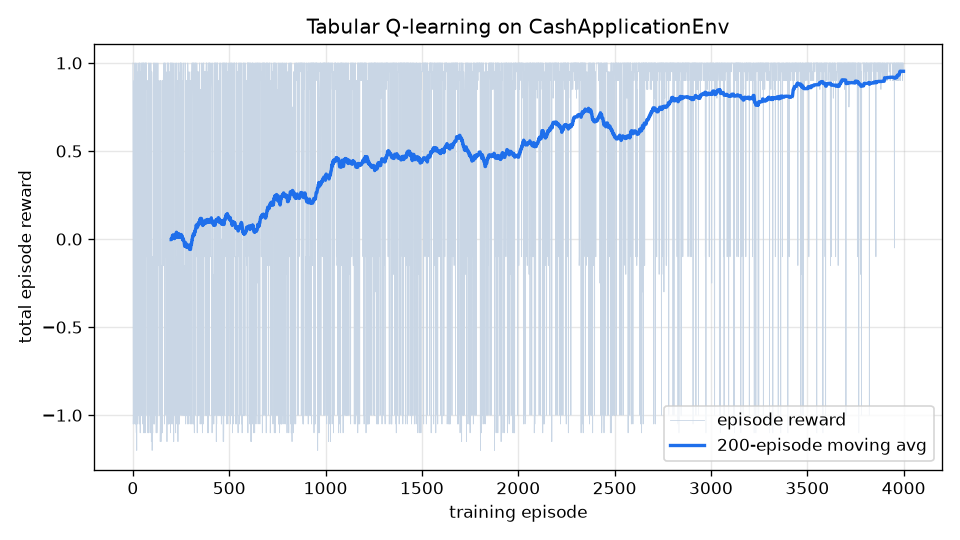 Tabular Q-learning on CashApplicationEnv
total episode reward
1.0
0.5
0.0
−0.5
−1.0
0
500
1000
1500
2000
2500
3000
3500
4000
training episode
episode reward
200-episode moving avg